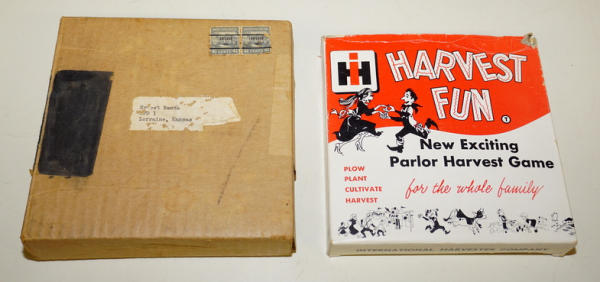 Lorraine, Kansas
IH
HARVEST
FUN
New Exciting
Parlor Harvest Game
PLOW
PLANT
CULTIVATE
HARVEST
for the whole family
INTERNATIONAL HARVESTER COMPANY